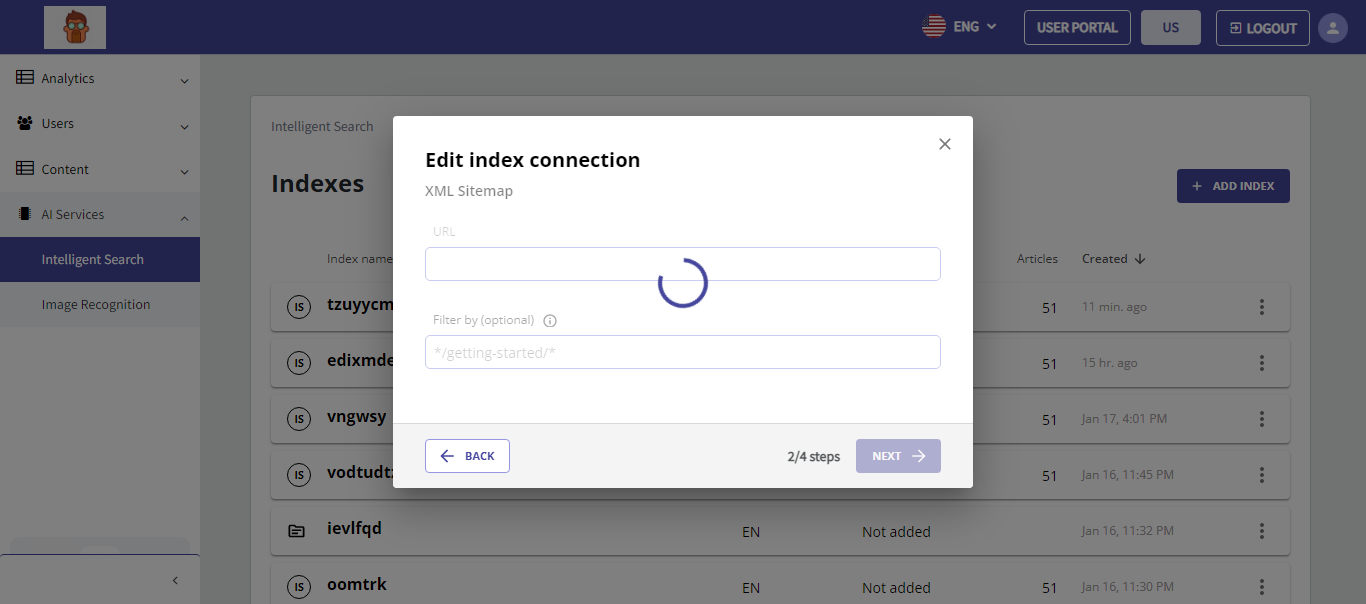 ENG
USER PORTAL
US
LOGOUT
Analytics
Users
Content
AI Services
Intelligent Search
Image Recognition
Intelligent Search
Indexes
+ ADD INDEX
Index name
Articles
Created
IS
51
11 min. ago
IS
51
15 hr. ago
IS vngwsy
51
Jan 17, 4:01 PM
IS
51
Jan 16, 11:45 PM
ievlfqd
EN
Not added
Jan 16, 11:32 PM
IS oomtrk
EN
Not added
51
Jan 16, 11:30 PM
Edit index connection
XML Sitemap
URL
Filter by (optional)
*/getting-started/*
BACK
2/4 steps
NEXT